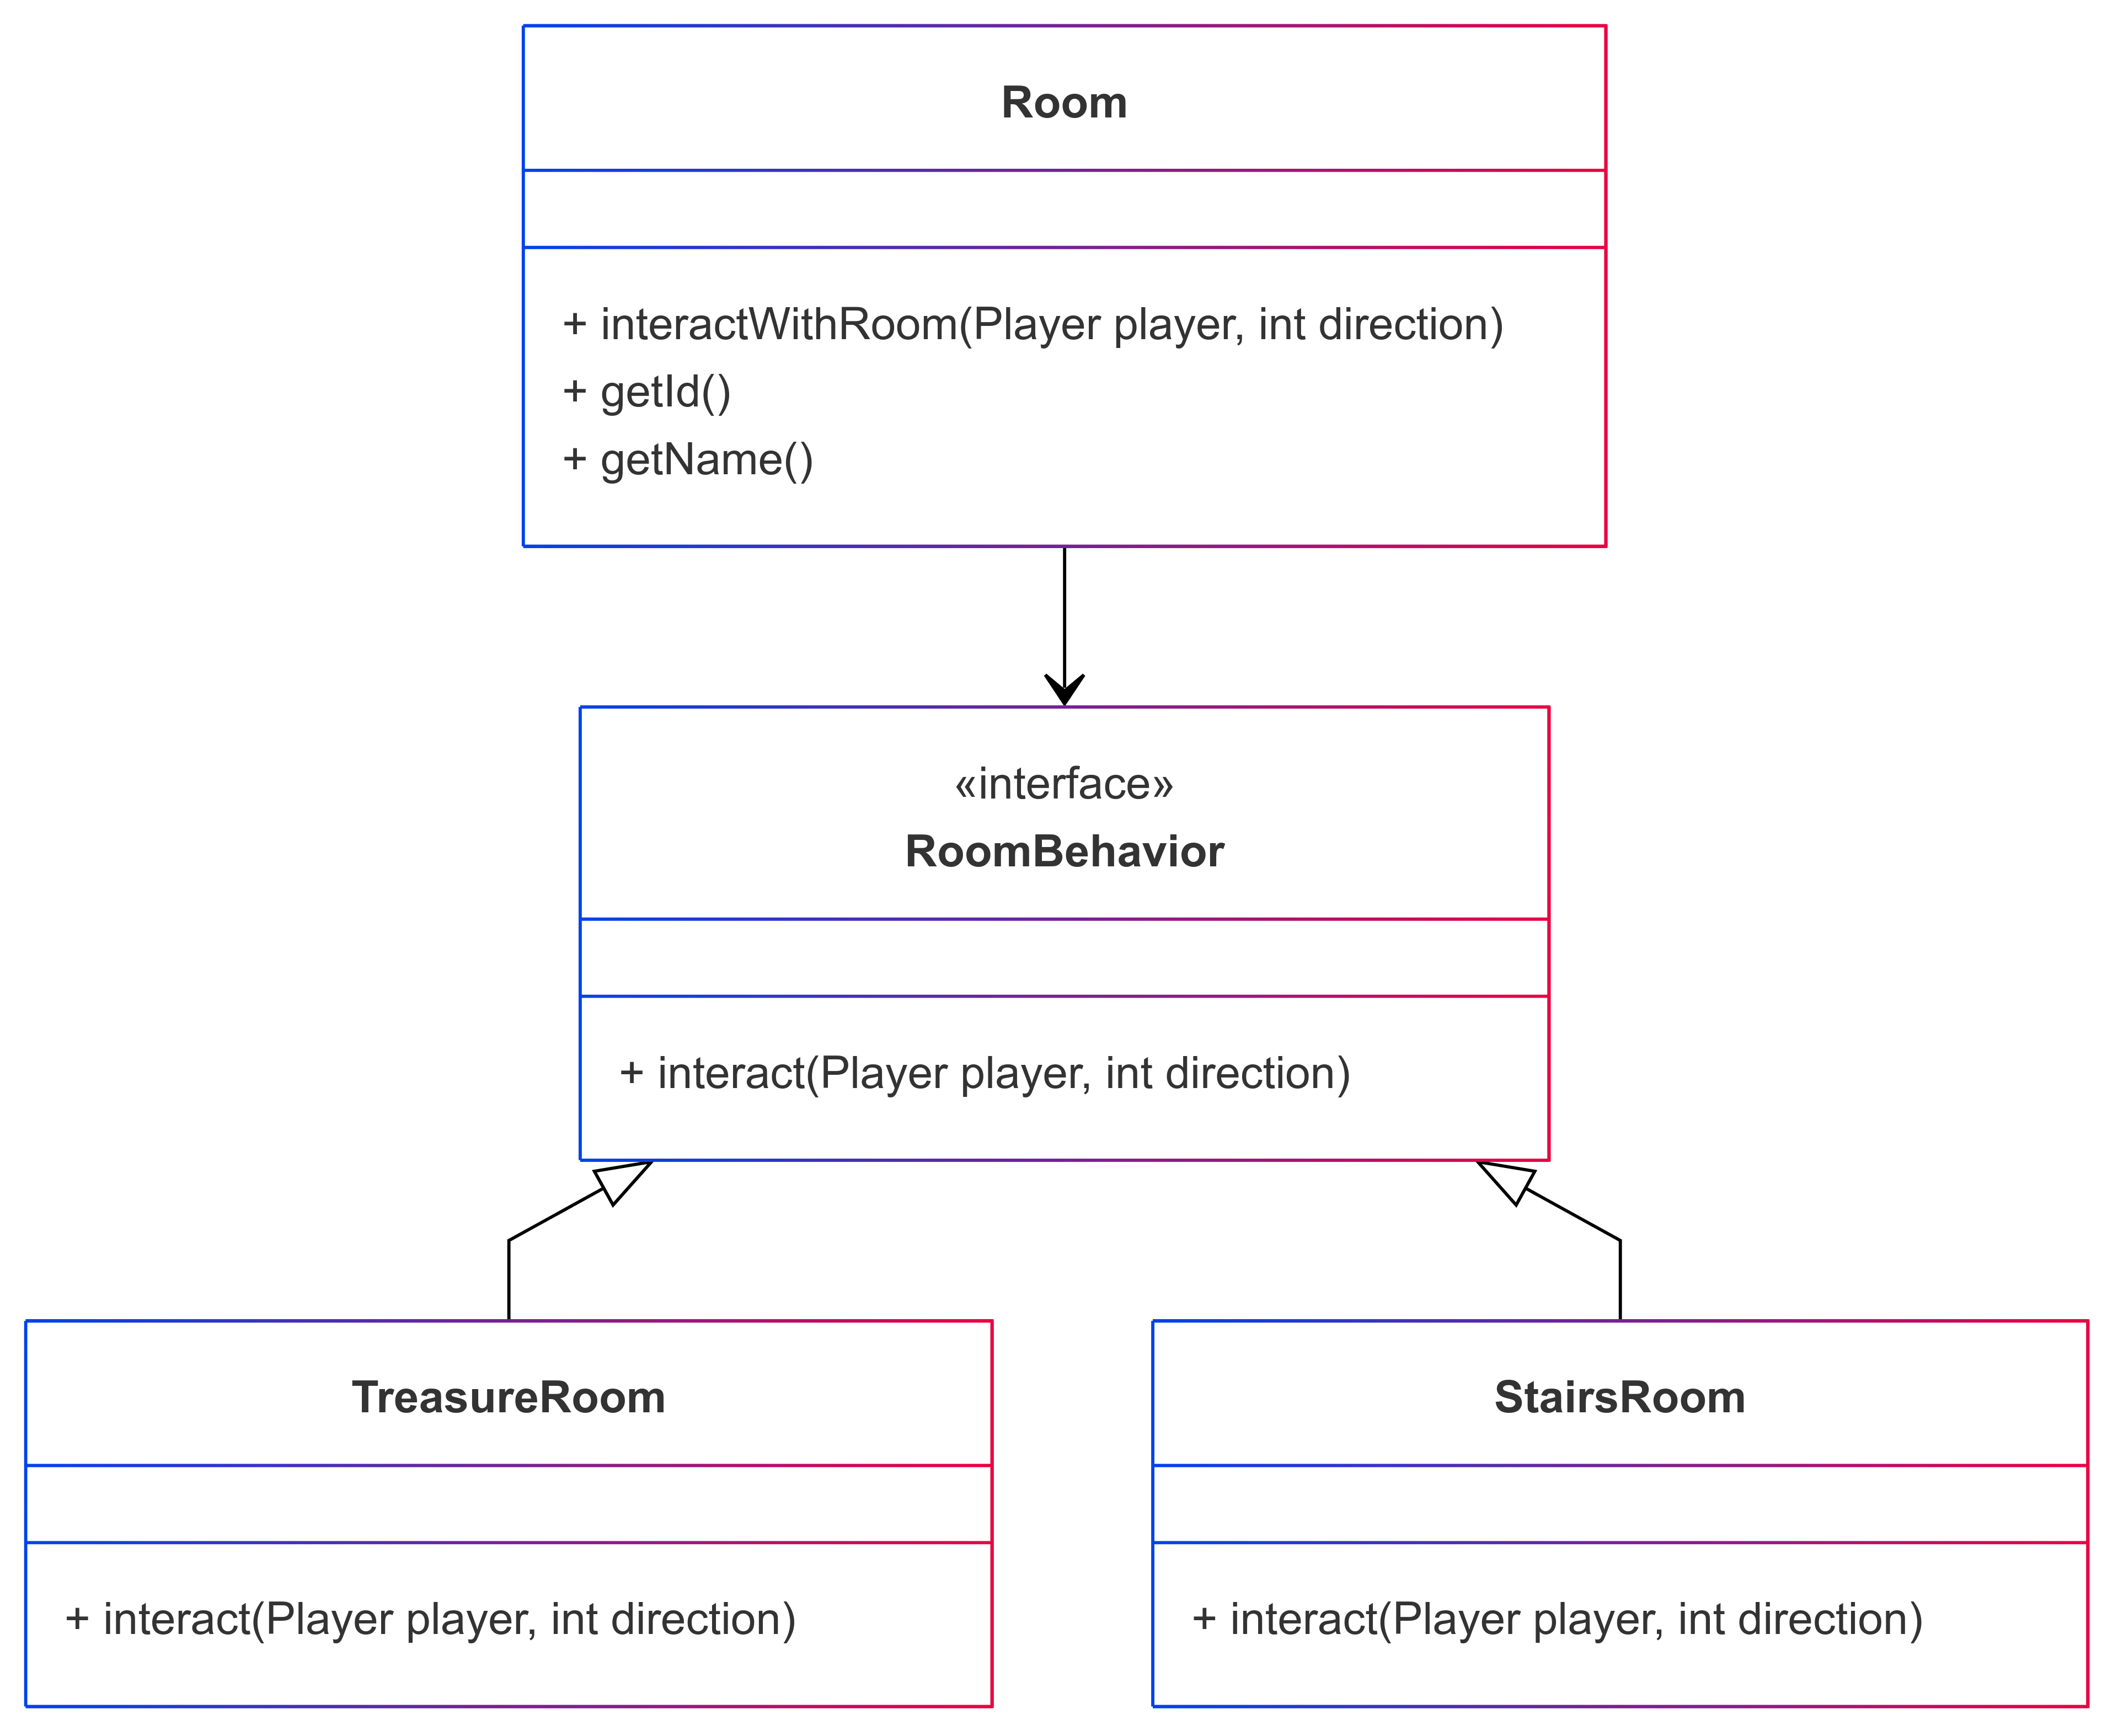 Room
+ interactWithRoom(Player player, int direction)
+ getId()
+ getName()
«interface»
RoomBehavior
+ interact(Player player, int direction)
TreasureRoom
+ interact(Player player, int direction)
StairsRoom
+ interact(Player player, int direction)